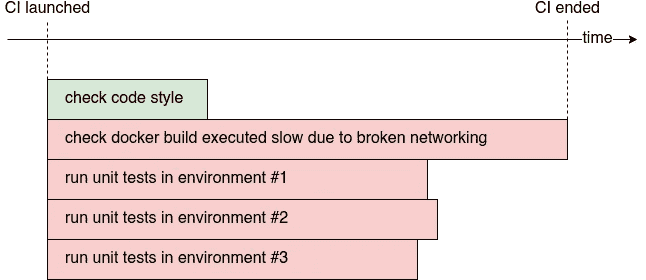 CI launched
CI ended
time
check code style
check docker build executed slow due to broken networking
run unit tests in environment #1
run unit tests in environment #2
run unit tests in environment #3